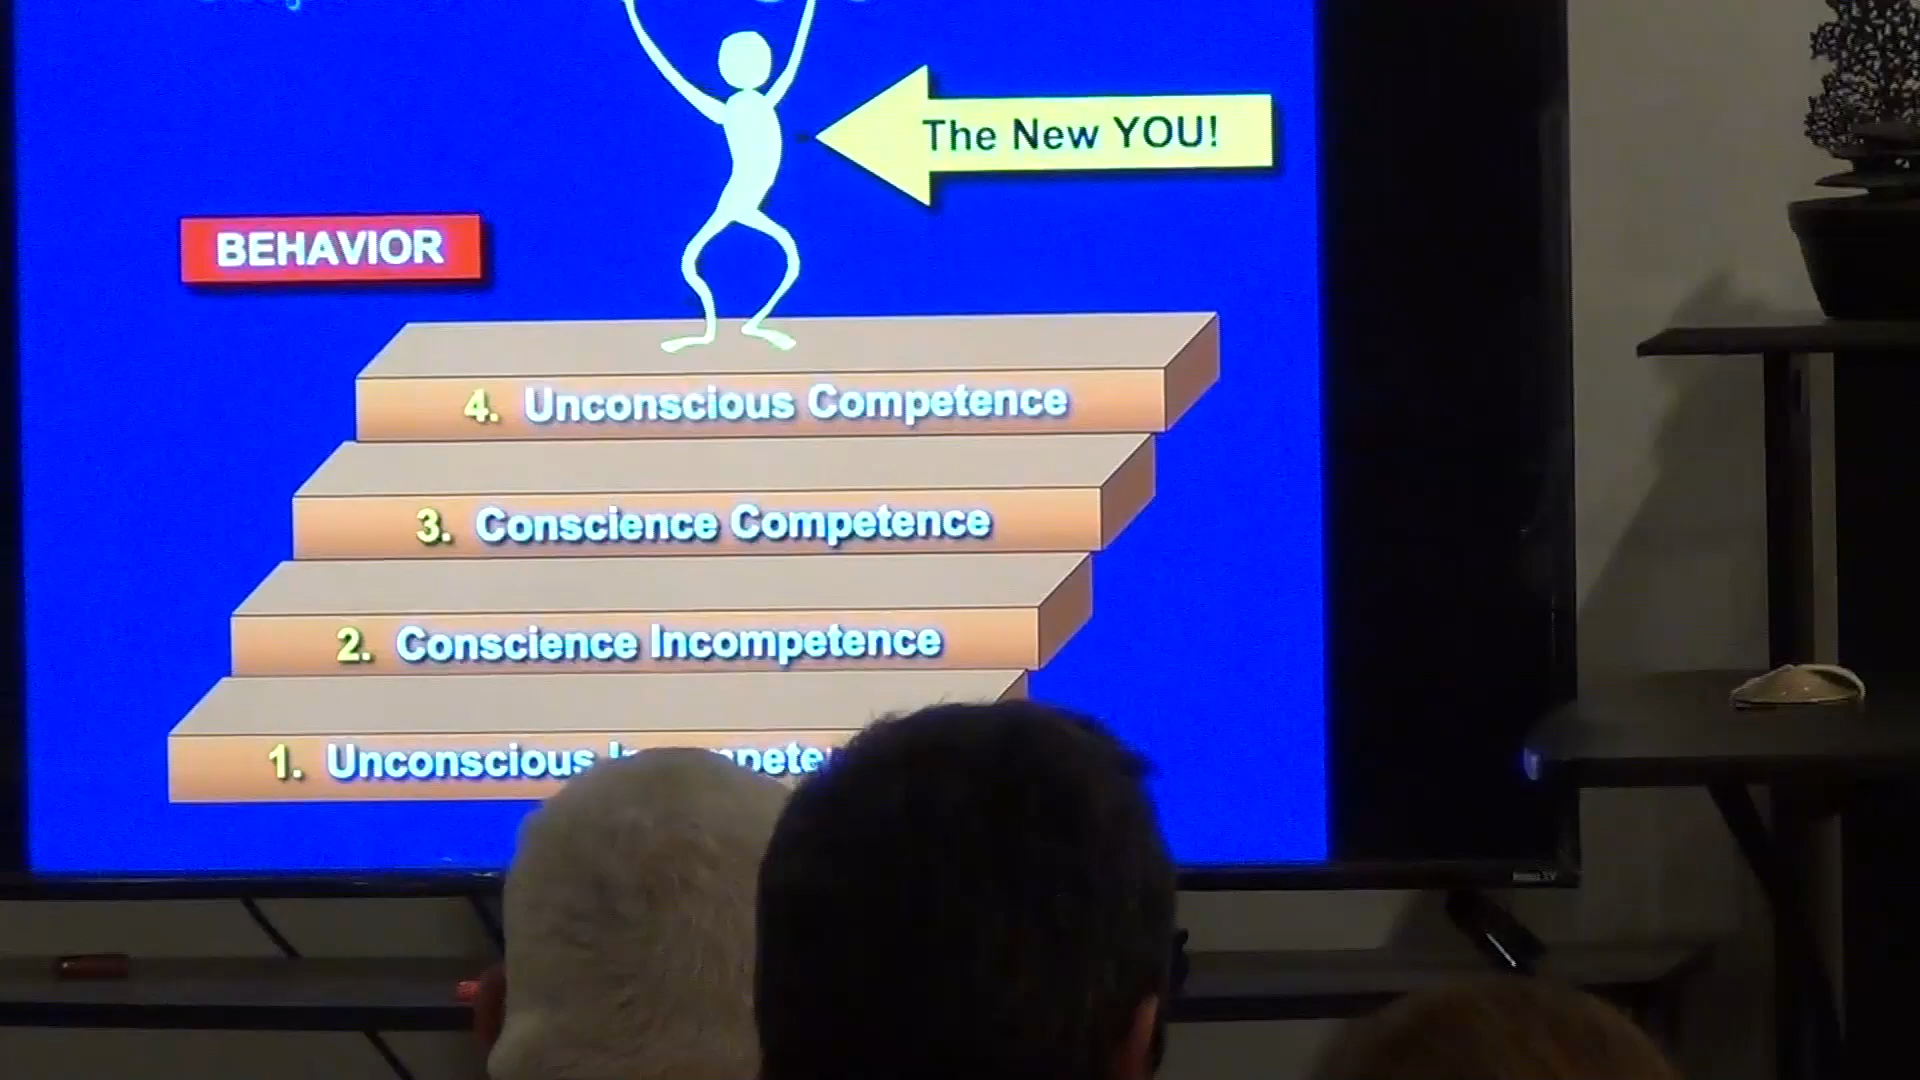 The New YOU!
BEHAVIOR
4. Unconscious Competence
3. Conscience Competence
2. Conscience Incompetence
1. Unconscious